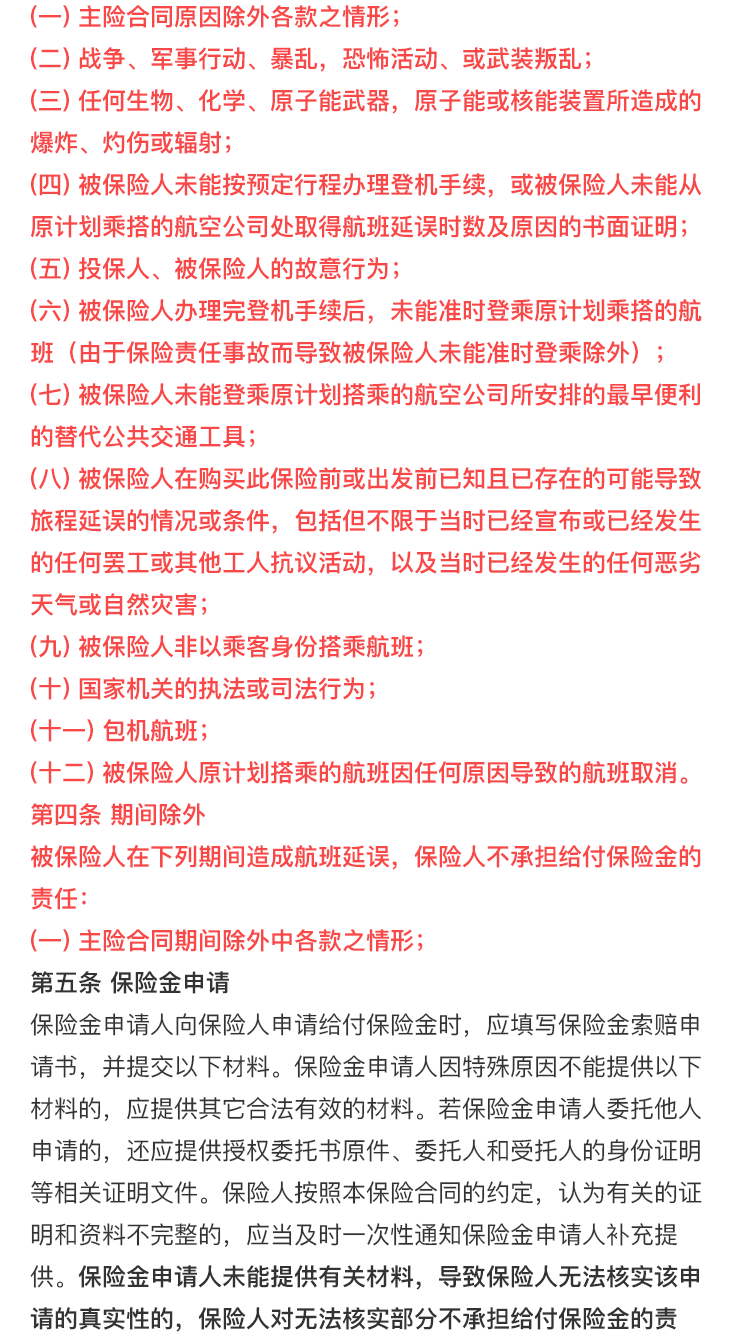 (一) 主险合同原因除外各款之情形；
(二) 战争、军事行动、暴乱，恐怖活动、或武装叛乱；
(三) 任何生物、化学、原子能武器，原子能或核能装置所造成的
爆炸、灼伤或辐射；
(四) 被保险人未能按预定行程办理登机手续，或被保险人未能从
原计划乘搭的航空公司处取得航班延误时数及原因的书面证明；
(五) 投保人、被保险人的故意行为；
(六) 被保险人办理完登机手续后，未能准时登乘原计划乘搭的航
班（由于保险责任事故而导致被保险人未能准时登乘除外）；
(七) 被保险人未能登乘原计划搭乘的航空公司所安排的最早便利
的替代公共交通工具；
(八) 被保险人在购买此保险前或出发前已知且已存在的可能导致
旅程延误的情况或条件，包括但不限于当时已经宣布或已经发生
的任何罢工或其他工人抗议活动，以及当时已经发生的任何恶劣
天气或自然灾害；
(九) 被保险人非以乘客身份搭乘航班；
(十) 国家机关的执法或司法行为；
(十一) 包机航班；
(十二) 被保险人原计划搭乘的航班因任何原因导致的航班取消。
第四条 期间除外
被保险人在下列期间造成航班延误，保险人不承担给付保险金的
责任：
(一) 主险合同期间除外中各款之情形；
第五条 保险金申请
保险金申请人向保险人申请给付保险金时，应填写保险金索赔申
请书，并提交以下材料。保险金申请人因特殊原因不能提供以下
材料的，应提供其它合法有效的材料。若保险金申请人委托他人
申请的，还应提供授权委托书原件、委托人和受托人的身份证明
等相关证明文件。保险人按照本保险合同的约定，认为有关的证
明和资料不完整的，应当及时一次性通知保险金申请人补充提
供。保险金申请人未能提供有关材料，导致保险人无法核实该申
请的真实性的，保险人对无法核实部分不承担给付保险金的责